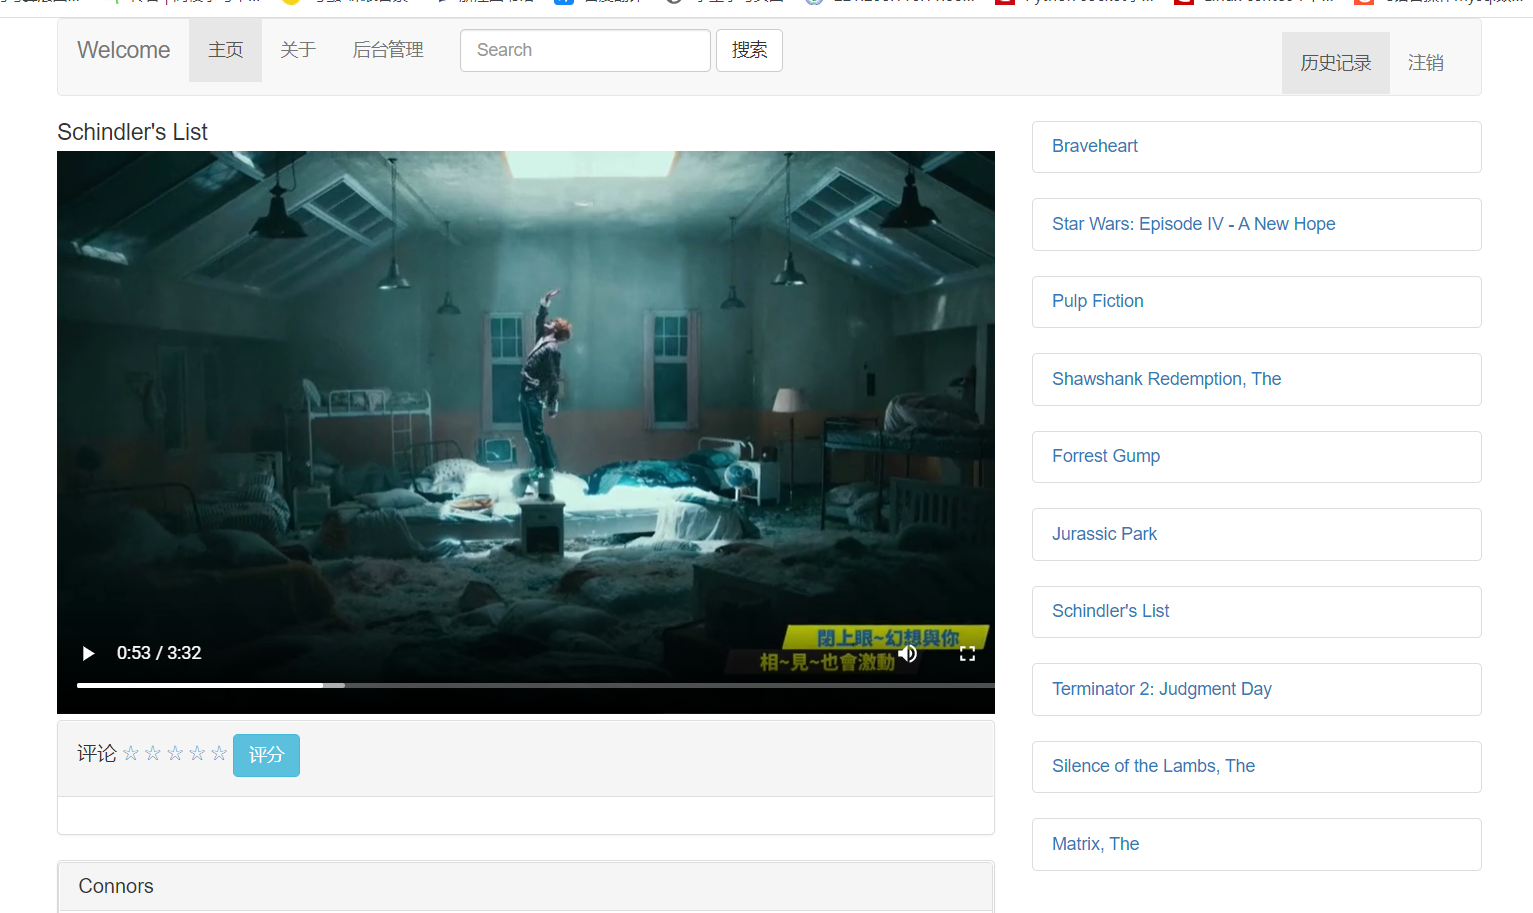 Welcome 主页 关于 后台管理 Search 搜索 历史记录 注销
Schindler's List
閉上眼~幻想與你
相~見~也會激動
0:53 / 3:32
评论 ☆ ☆ ☆ ☆ ☆ 评分
Connors
Braveheart
Star Wars: Episode IV - A New Hope
Pulp Fiction
Shawshank Redemption, The
Forrest Gump
Jurassic Park
Schindler's List
Terminator 2: Judgment Day
Silence of the Lambs, The
Matrix, The